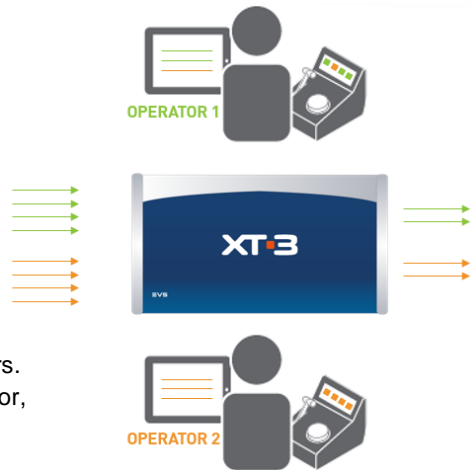 OPERATOR 1
XT3
EVS
rs.
or,
OPERATOR 2